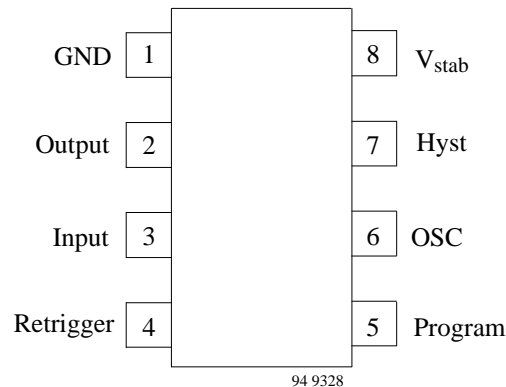 GND 1 8 Vstab
Output 2 7 Hyst
Input 3 6 OSC
Retrigger 4 5 Program
94 9328